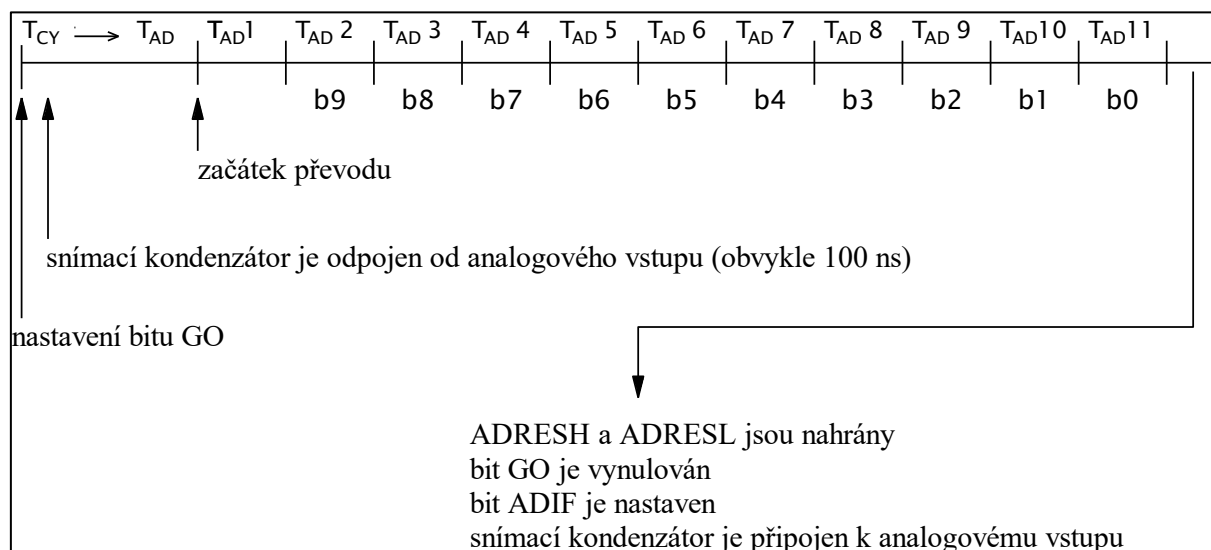 TCY → TAD TAD1 TAD 2 TAD 3 TAD 4 TAD 5 TAD 6 TAD 7 TAD 8 TAD 9 TAD10 TAD11
b9 b8 b7 b6 b5 b4 b3 b2 b1 b0
začátek převodu
snímací kondenzátor je odpojen od analogového vstupu (obvykle 100 ns)
nastavení bitu GO
ADRESH a ADRESL jsou nahrány
bit GO je vynulován
bit ADIF je nastaven
snímací kondenzátor je připojen k analogovému vstupu